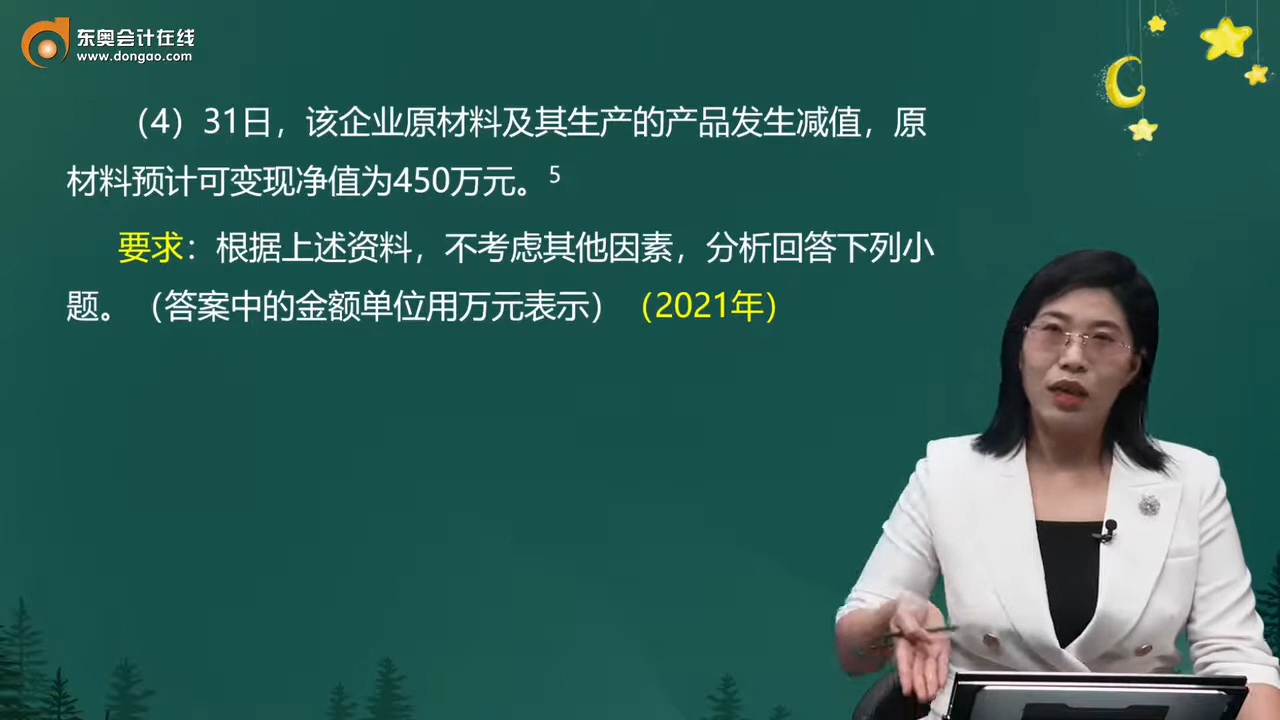 东奥会计在线
www.dongao.com
（4）31日，该企业原材料及其生产的产品发生减值，原
材料预计可变现净值为450万元。5
要求：根据上述资料，不考虑其他因素，分析回答下列小
题。（答案中的金额单位用万元表示）（2021年）